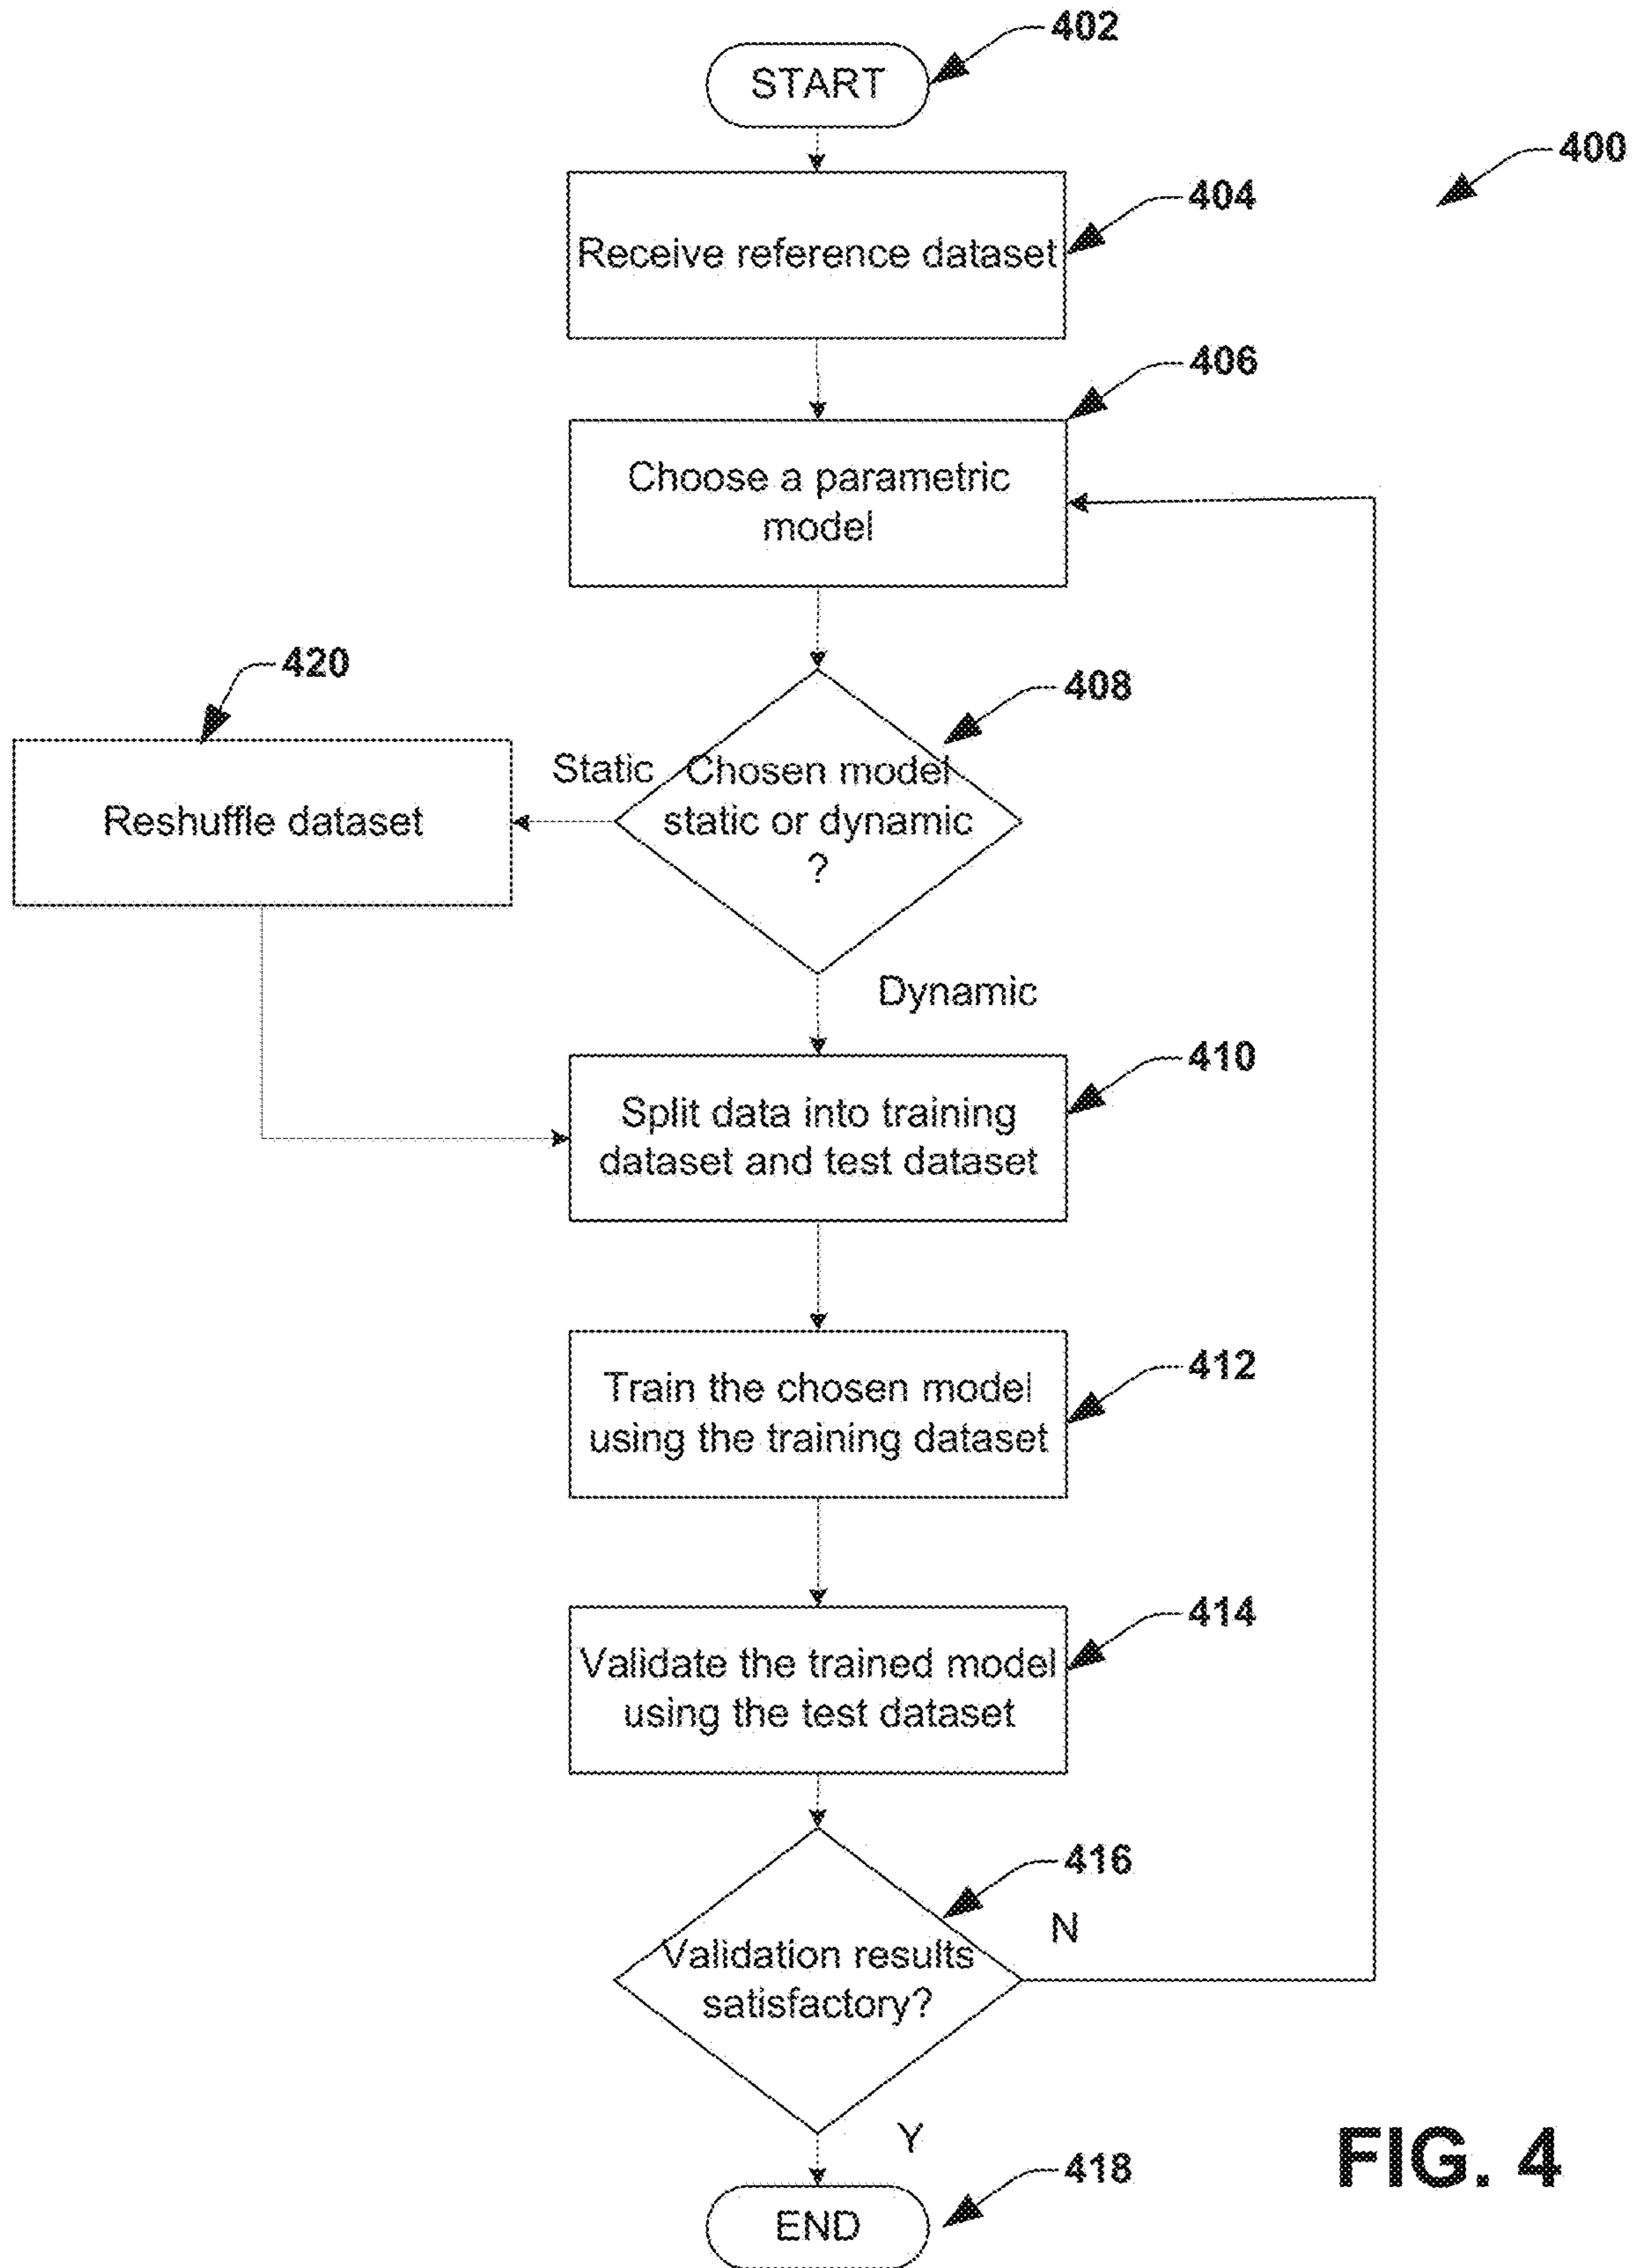 402
START
400
404
Receive reference dataset
406
Choose a parametric
model
420
408
Static
Chosen model
static or dynamic
?
Reshuffle dataset
Dynamic
410
Split data into training
dataset and test dataset
412
Train the chosen model
using the training dataset
414
Validate the trained model
using the test dataset
416
N
Validation results
satisfactory?
Y
418
END
FIG. 4